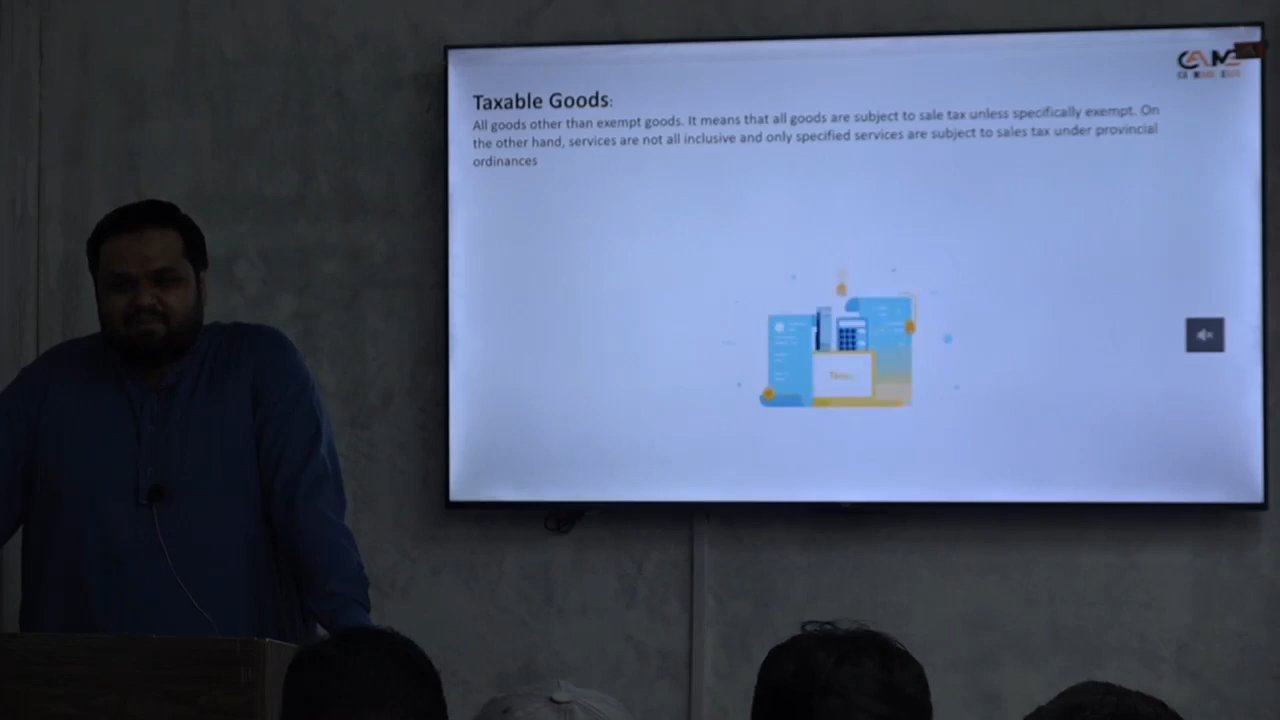 Taxable Goods:
All goods other than exempt goods. It means that all goods are subject to sale tax unless specifically exempt. On
the other hand, services are not all inclusive and only specified services are subject to sales tax under provincial
ordinances